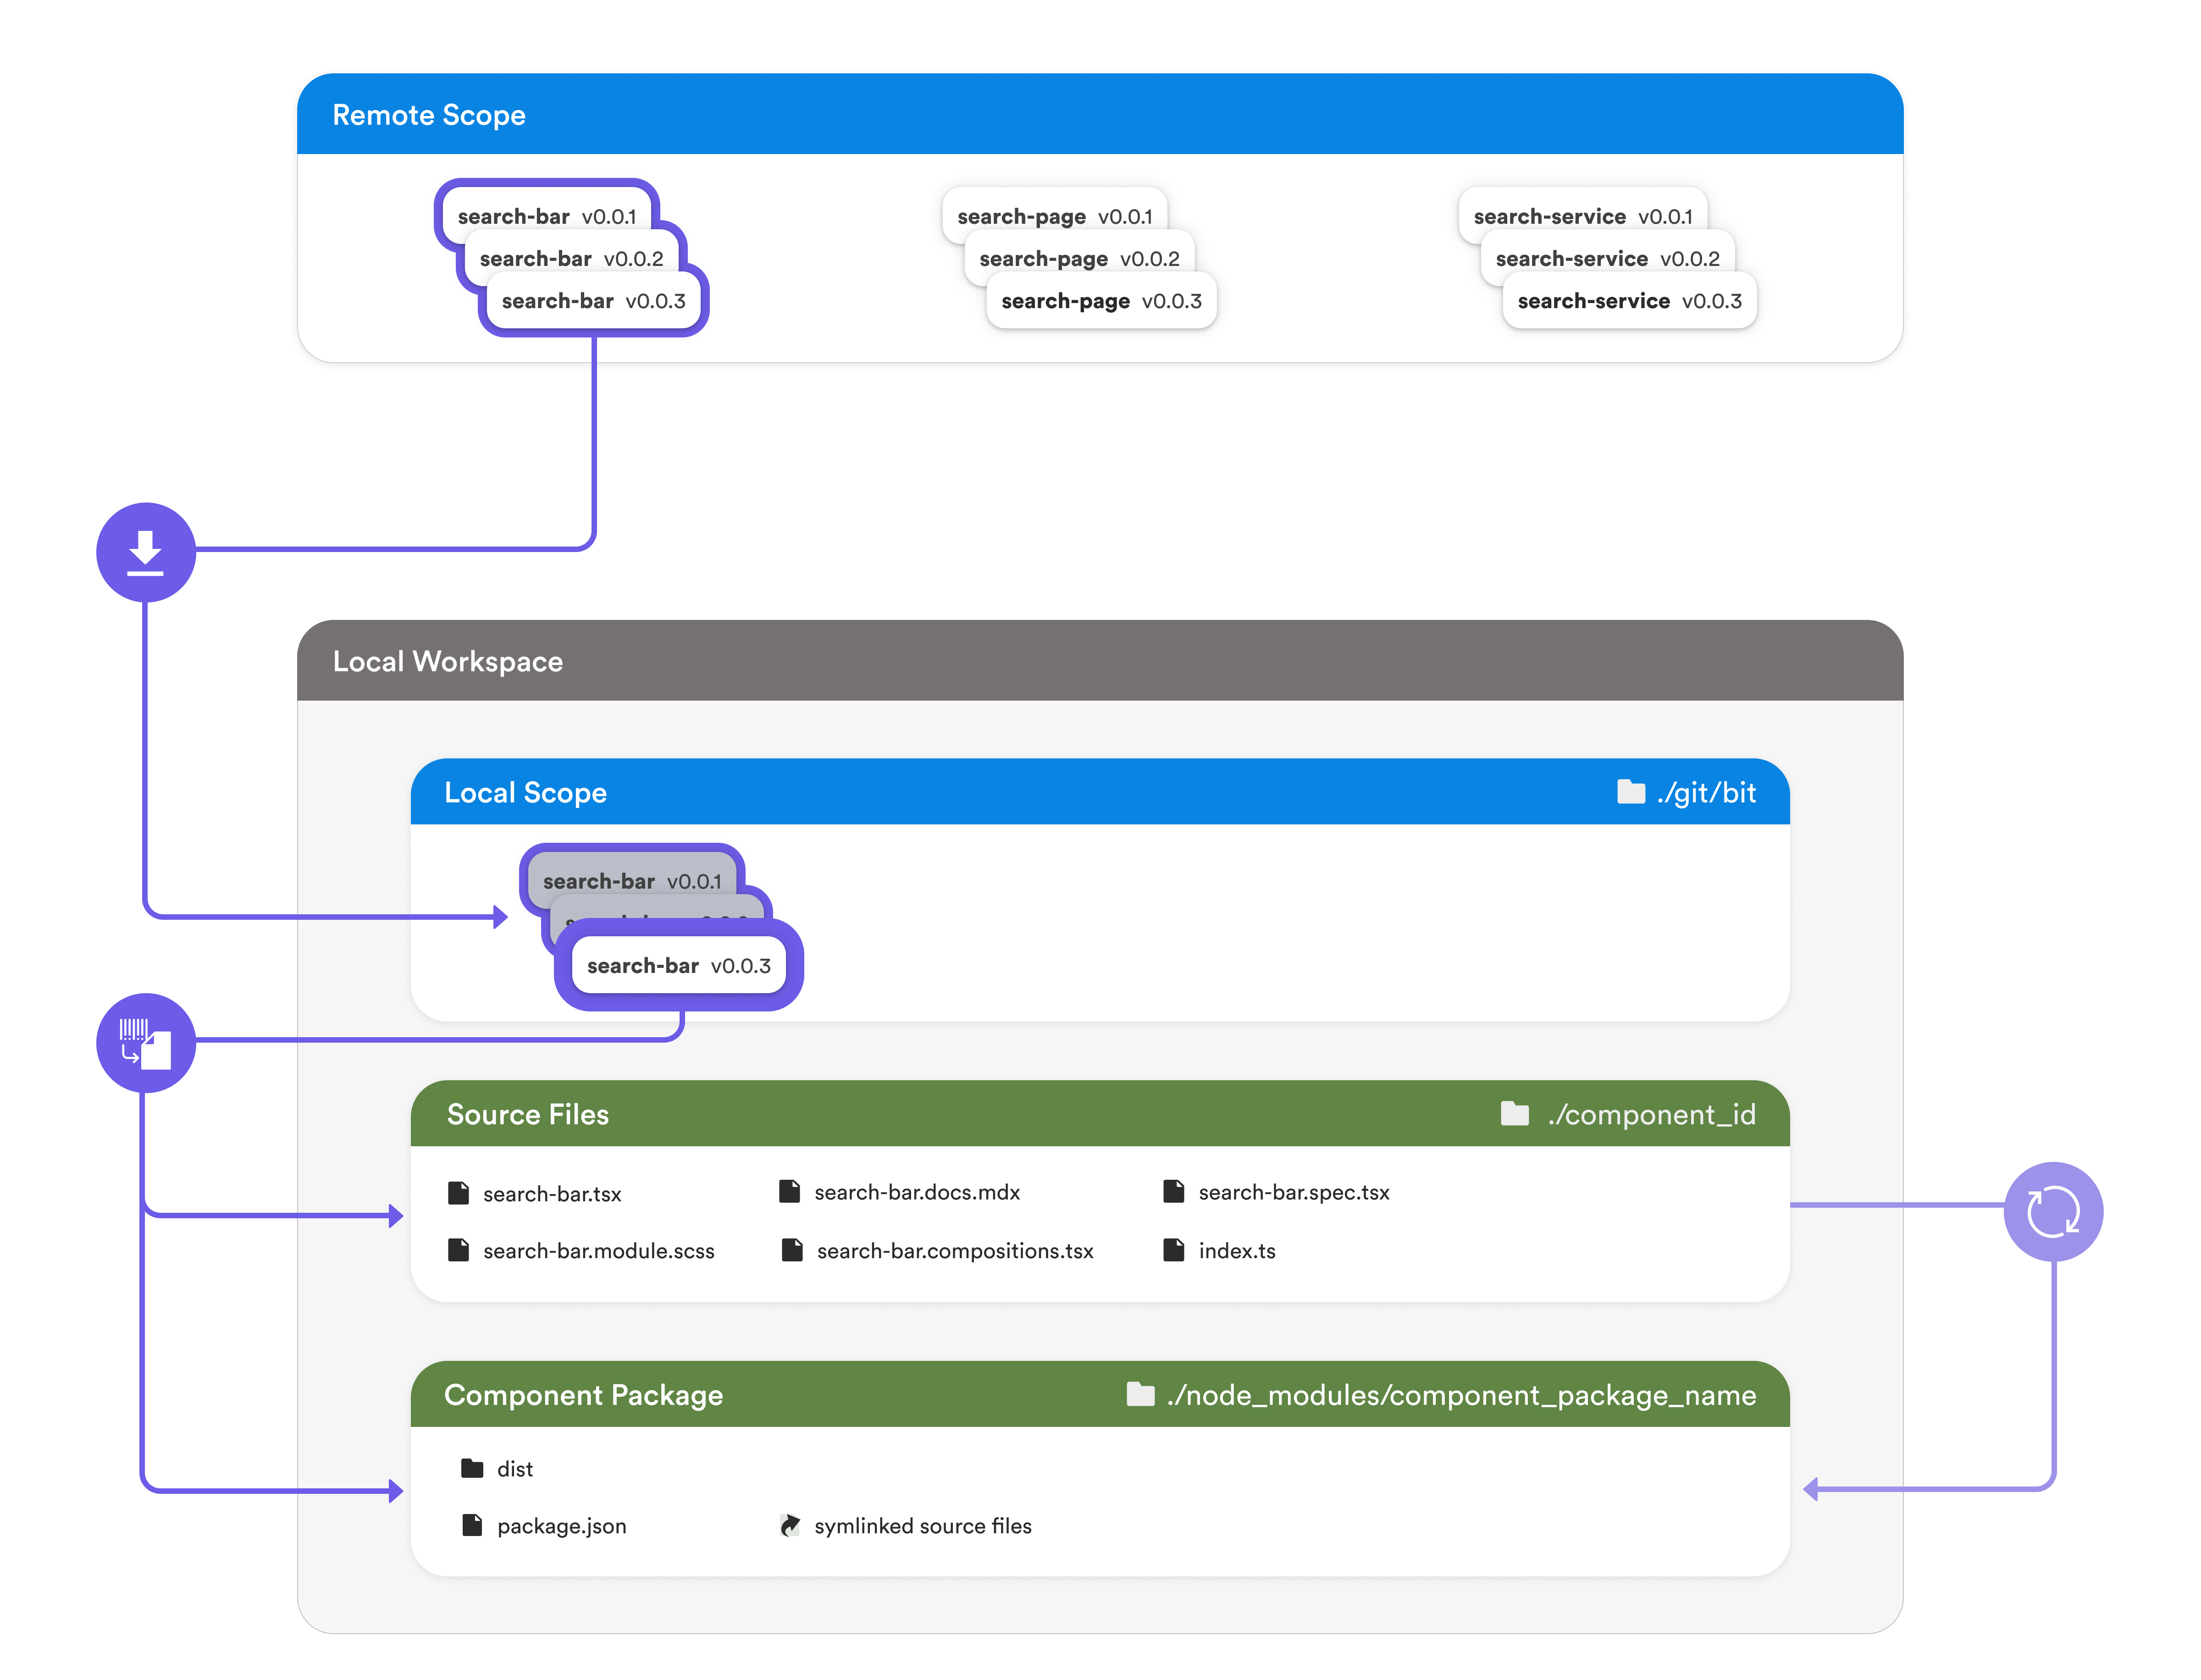 Remote Scope
search-bar v0.0.1
search-bar v0.0.2
search-bar v0.0.3
search-page v0.0.1
search-page v0.0.2
search-page v0.0.3
search-service v0.0.1
search-service v0.0.2
search-service v0.0.3
Local Workspace
Local Scope
./git/bit
search-bar v0.0.1
search-bar v0.0.3
Source Files
./component_id
search-bar.tsx
search-bar.docs.mdx
search-bar.spec.tsx
search-bar.module.scss
search-bar.compositions.tsx
index.ts
Component Package
./node_modules/component_package_name
dist
package.json
symlinked source files